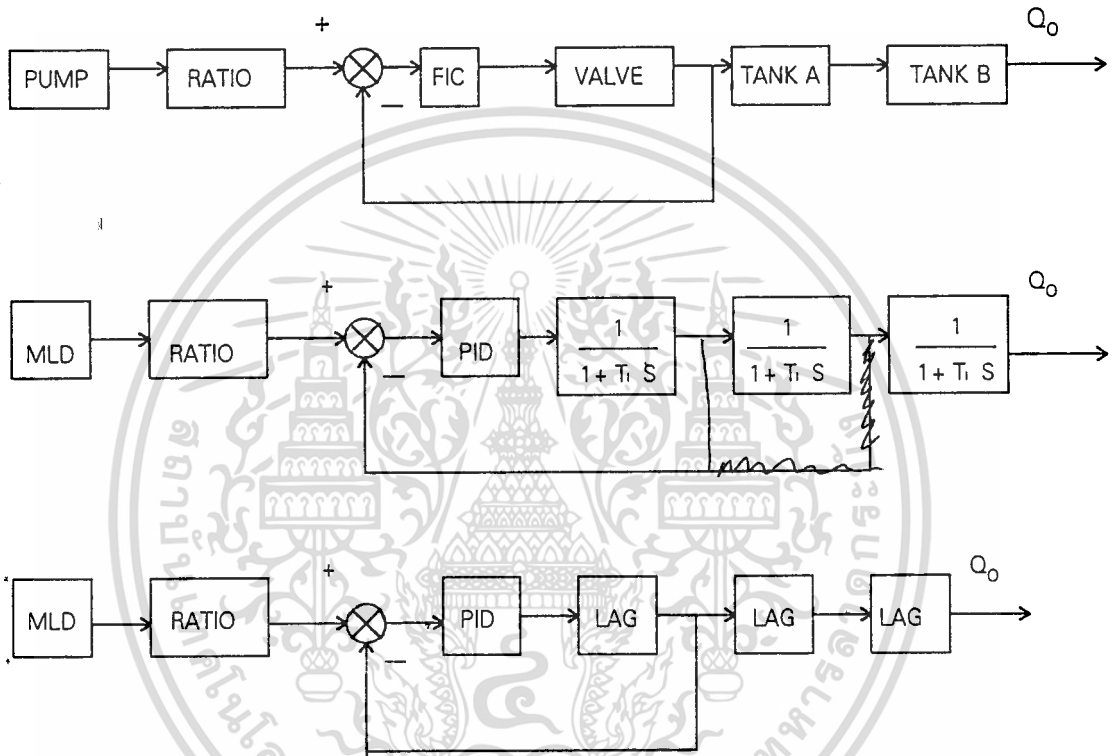 Q₀
+
PUMP RATIO FIC VALVE TANK A TANK B
—
Q₀
+
MLD RATIO PID 1 / 1 + T₁ S 1 / 1 + T₁ S 1 / 1 + T₁ S
—
Q₀
+
MLD RATIO PID LAG LAG LAG
—